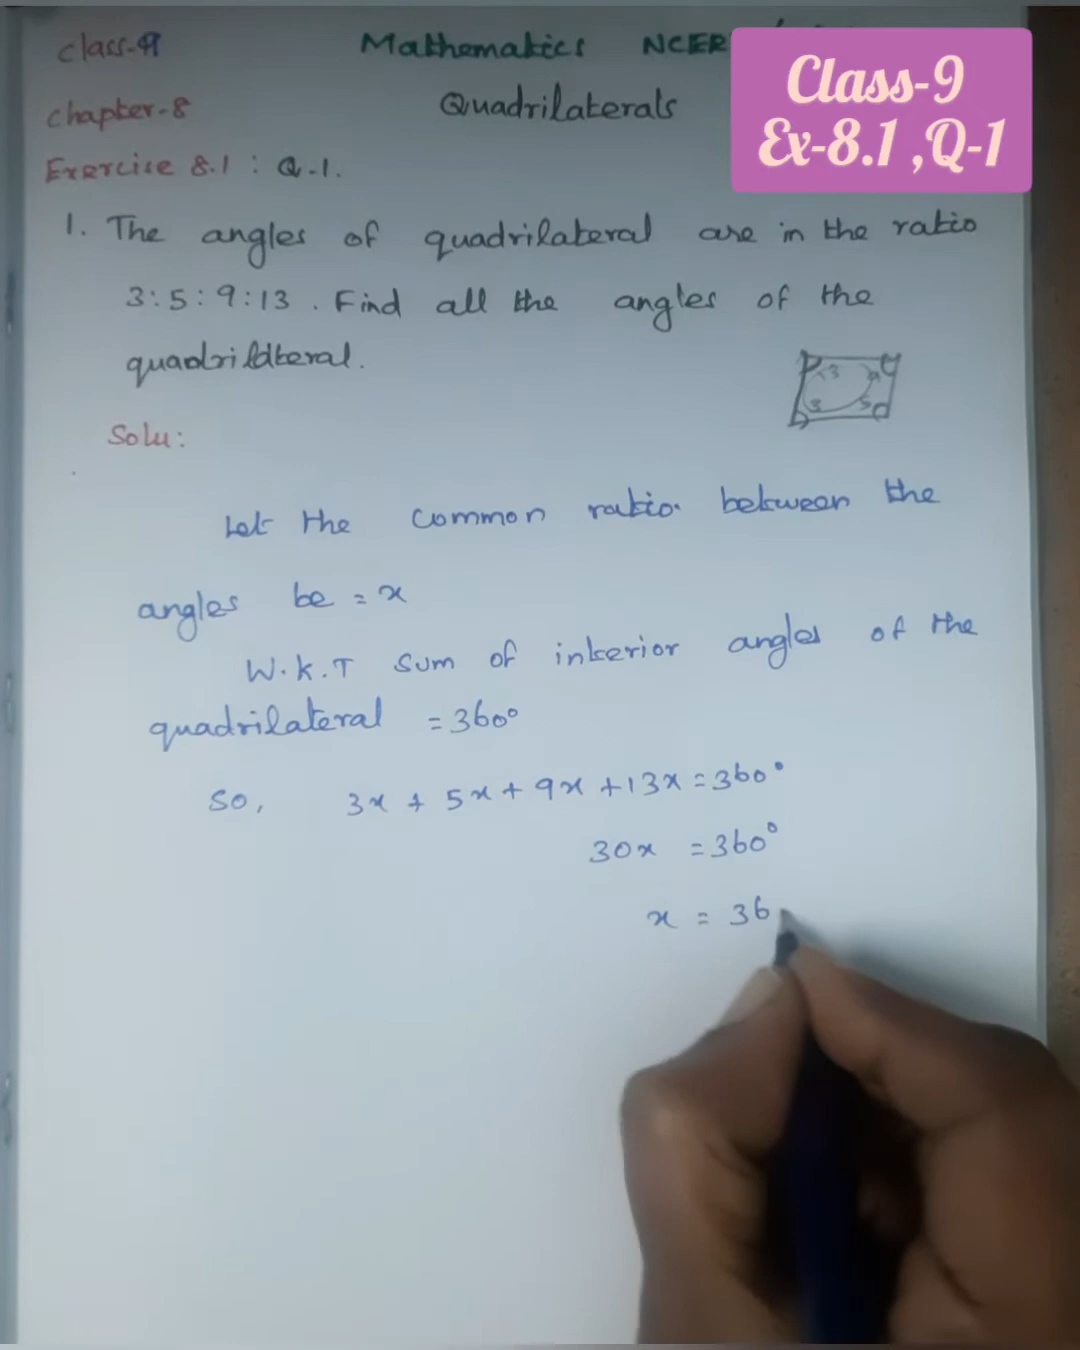 class-9
Mathematics NCER
Class-9
Ex-8.1 ,Q-1
chapter-8
Quadrilaterals
Exercise 8.1 : Q.1.
1. The angles of quadrilateral are in the ratio
3:5:9:13 . Find all the angles of the
quadrilateral.
Solu:
Let the common ratio between the
angles be = x
W.K.T sum of interior angles of the
quadrilateral = 360°
So, 3x + 5x + 9x + 13x = 360°
30x = 360°
x = 36